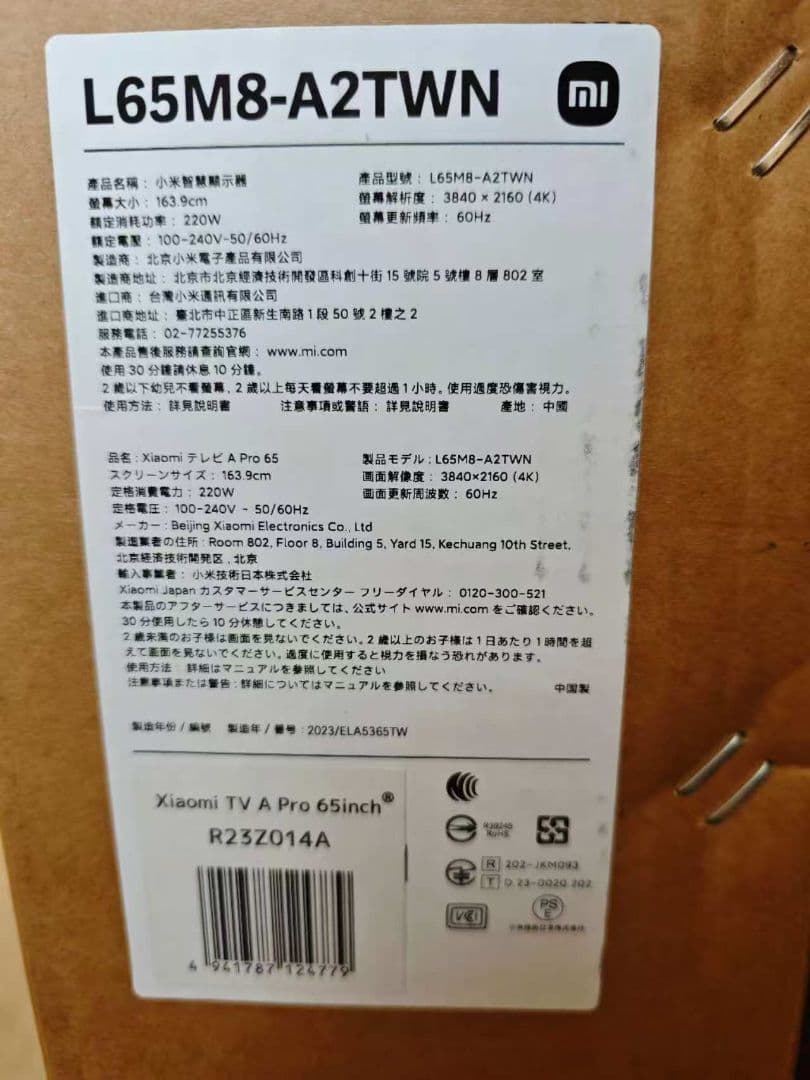 L65M8-A2TWN
mi
產品名稱：小米智慧顯示器
產品型號：L65M8-A2TWN
螢幕大小：163.9cm
螢幕解析度：3840 × 2160 (4K)
額定消耗功率：220W
螢幕更新頻率：60Hz
額定電壓：100-240V~50/60Hz
製造商：北京小米電子產品有限公司
製造商地址：北京市北京經濟技術開發區科創十街 15 號院 5 號樓 8 層 802 室
進口商：台灣小米通訊有限公司
進口商地址：臺北市中正區新生南路 1 段 50 號 2 樓之 2
服務電話：02-77255376
本產品售後服務請查詢官網：www.mi.com
使用 30 分鐘請休息 10 分鐘。
2 歲以下幼兒不看螢幕，2 歲以上每天看螢幕不要超過 1 小時。使用過度恐傷害視力。
使用方法：詳見說明書 注意事項或警語：詳見說明書 產地：中國
品名：Xiaomi テレビ A Pro 65
製品モデル：L65M8-A2TWN
スクリーンサイズ：163.9cm
画面解像度：3840×2160 (4K)
定格消費電力：220W
画面更新周波数：60Hz
定格電圧：100-240V ~ 50/60Hz
メーカー：Beijing Xiaomi Electronics Co., Ltd
製造業者の住所：Room 802, Floor 8, Building 5, Yard 15, Kechuang 10th Street,
北京経済技術開発区，北京
輸入事業者：小米技術日本株式会社
Xiaomi Japan カスタマーサービスセンター フリーダイヤル：0120-300-521
本製品のアフターサービスにつきましては、公式サイト www.mi.com をご確認ください。
30 分使用したら 10 分休憩してください。
2 歳未満のお子様は画面を見ないでください。2 歳以上のお子様は 1 日あたり 1 時間を超
えて画面を見ないでください。過度に使用すると視力を損なう恐れがあります。
使用方法：詳細はマニュアルを参照してください
注意事項または警告：詳細についてはマニュアルを参照してください。 中国製
製造年份 / 編號 製造年 / 番号：2023/ELA5365TW
Xiaomi TV A Pro 65inch®
R23Z014A
4 941787 124779
RoHS
R 202-JKM093
T D 23-0020 202
VCCI
PS
E